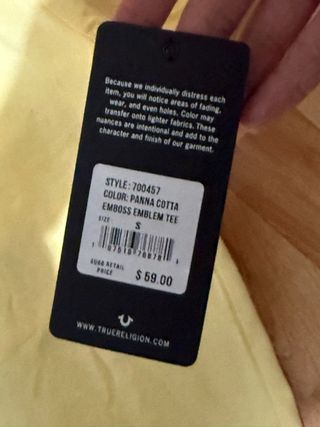 Because we individually distress each
item, you will notice areas of fading,
wear, and even holes. Color may
transfer onto lighter fabrics. These
nuances are intentional and add to the
character and finish of our garment.
STYLE: 700457
COLOR: PANNA COTTA
EMBOSS EMBLEM TEE
SIZE
S
SUGG RETAIL
PRICE
$ 59.00
WWW.TRUERELIGION.COM